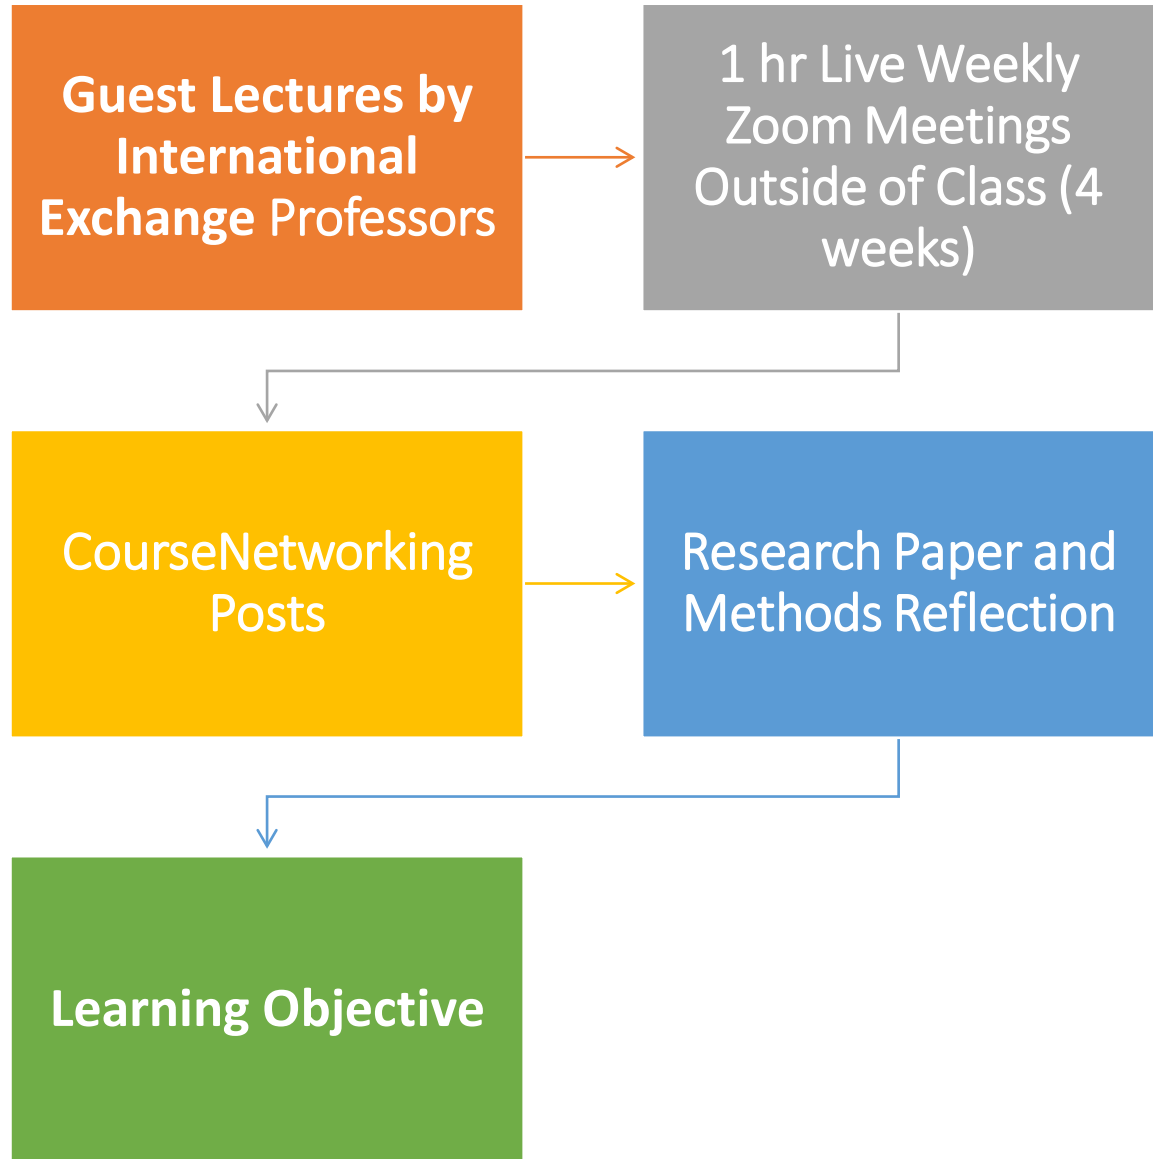 Guest Lectures by
International
Exchange Professors
1 hr Live Weekly
Zoom Meetings
Outside of Class (4
weeks)
CourseNetworking
Posts
Research Paper and
Methods Reflection
Learning Objective